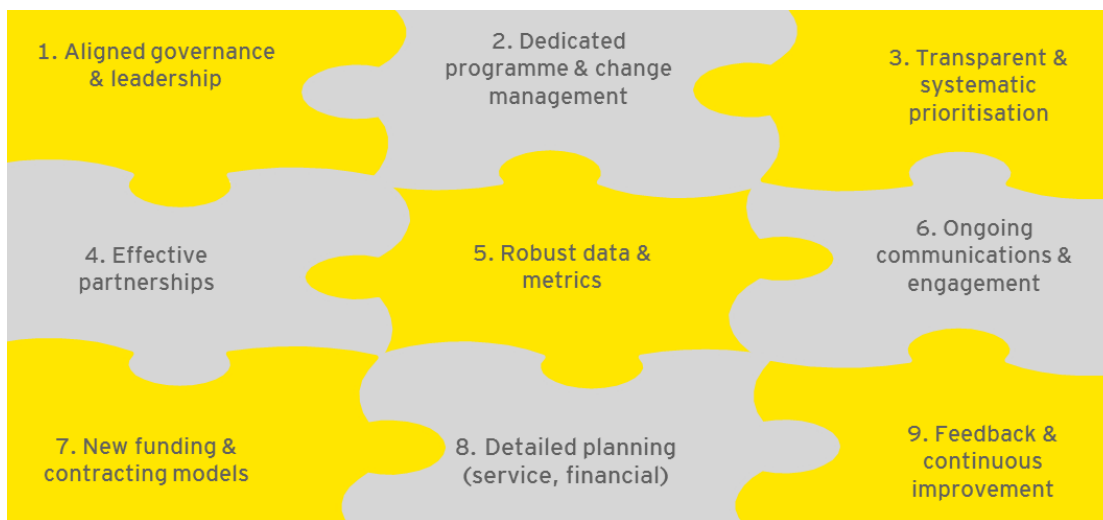 1. Aligned governance
& leadership
2. Dedicated
programme & change
management
3. Transparent &
systematic
prioritisation
4. Effective
partnerships
5. Robust data &
metrics
6. Ongoing
communications &
engagement
7. New funding &
contracting models
8. Detailed planning
(service, financial)
9. Feedback &
continuous
improvement